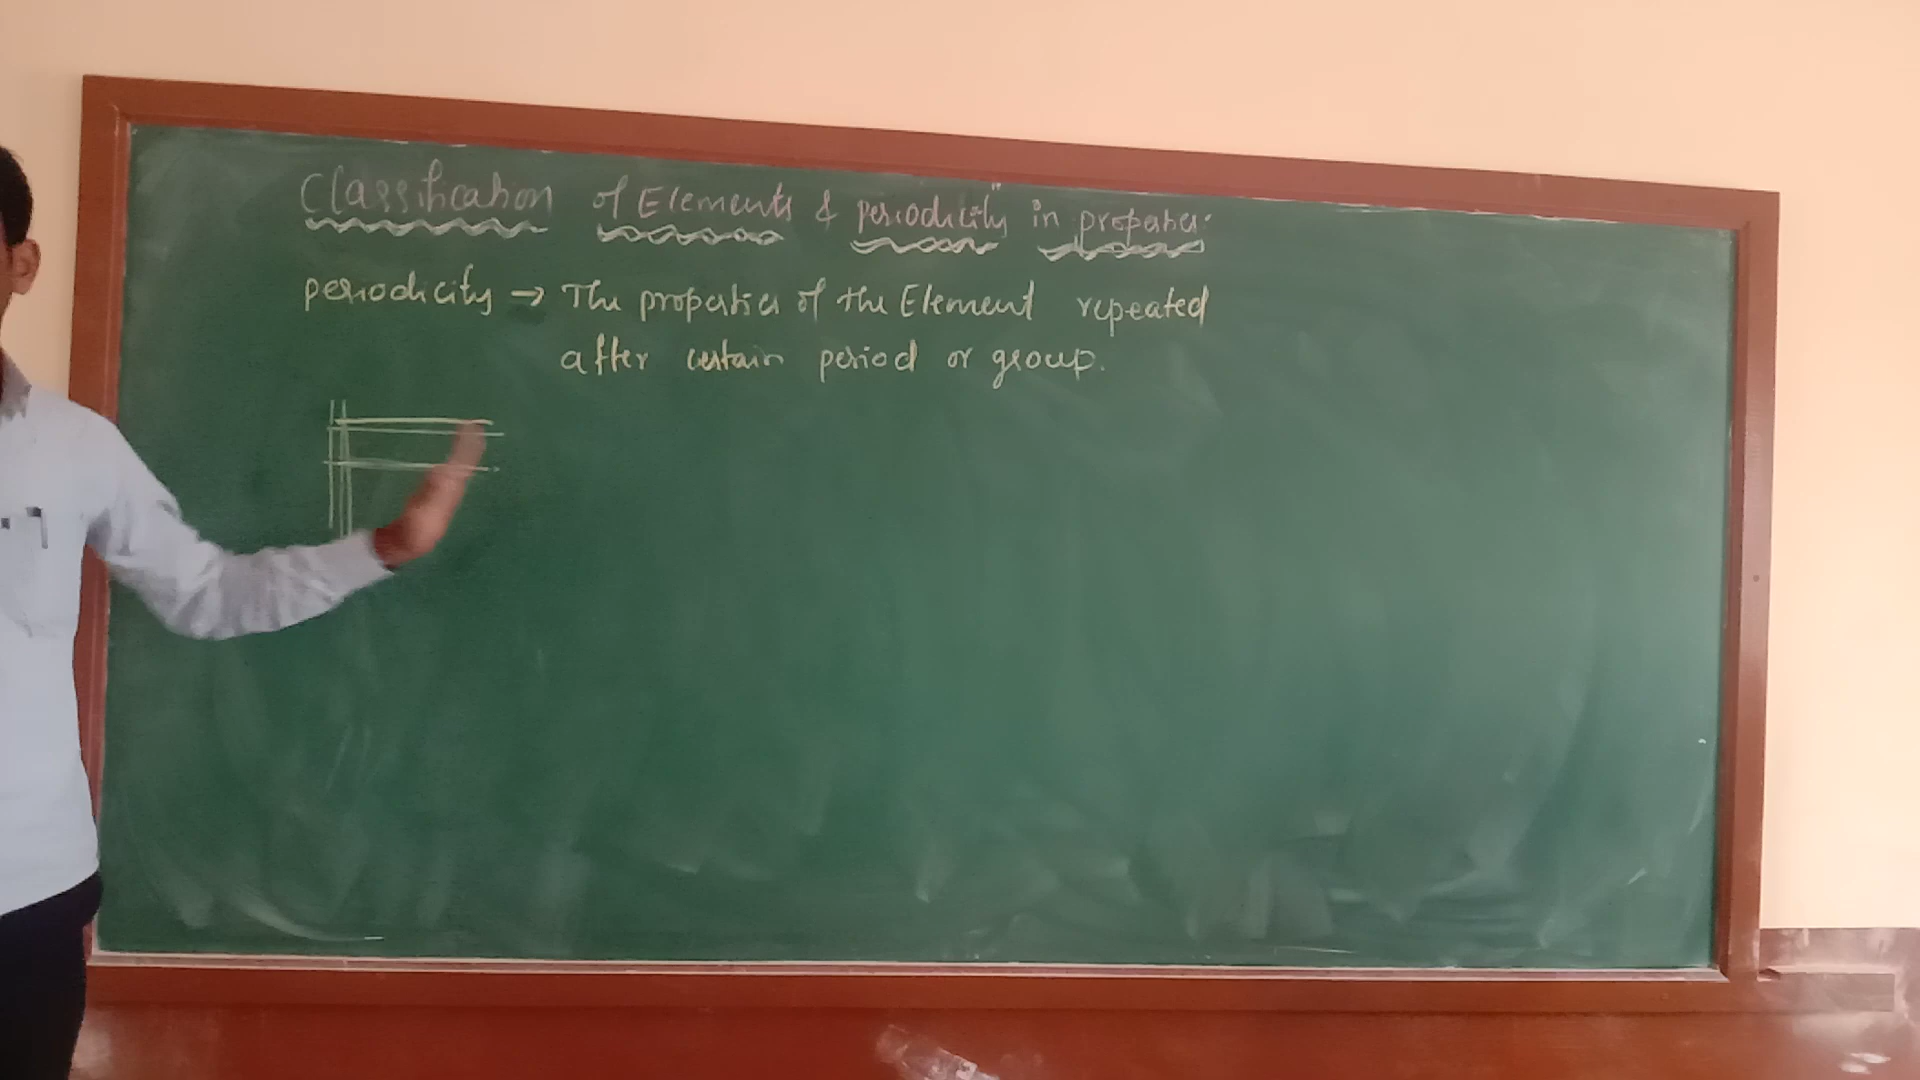 Classification of Elements & periodicity in properties:
periodicity → The properties of the Element repeated
after certain period or group.